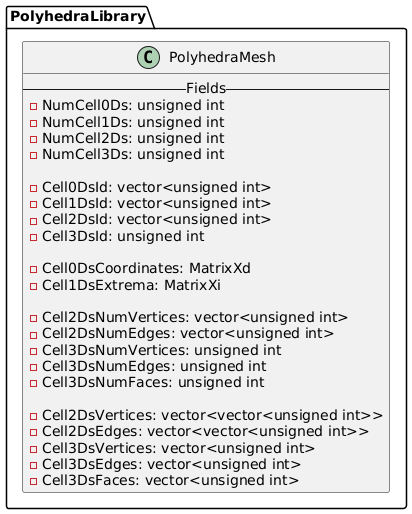 PolyhedraLibrary
C PolyhedraMesh
Fields
NumCell0Ds: unsigned int
NumCell1Ds: unsigned int
NumCell2Ds: unsigned int
NumCell3Ds: unsigned int
Cell0DsId: vector<unsigned int>
Cell1DsId: vector<unsigned int>
Cell2DsId: vector<unsigned int>
Cell3DsId: unsigned int
Cell0DsCoordinates: MatrixXd
Cell1DsExtrema: MatrixXi
Cell2DsNumVertices: vector<unsigned int>
Cell2DsNumEdges: vector<unsigned int>
Cell3DsNumVertices: unsigned int
Cell3DsNumEdges: unsigned int
Cell3DsNumFaces: unsigned int
Cell2DsVertices: vector<vector<unsigned int>>
Cell2DsEdges: vector<vector<unsigned int>>
Cell3DsVertices: vector<unsigned int>
Cell3DsEdges: vector<unsigned int>
Cell3DsFaces: vector<unsigned int>